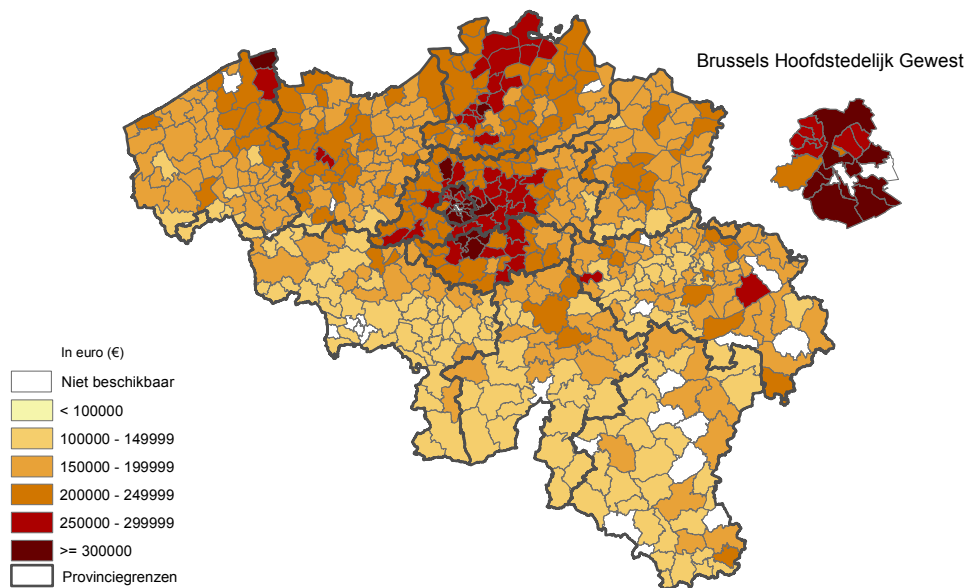 Brussels Hoofdstedelijk Gewest
In euro (€)
Niet beschikbaar
< 100000
100000 - 149999
150000 - 199999
200000 - 249999
250000 - 299999
>= 300000
Provinciegrenzen